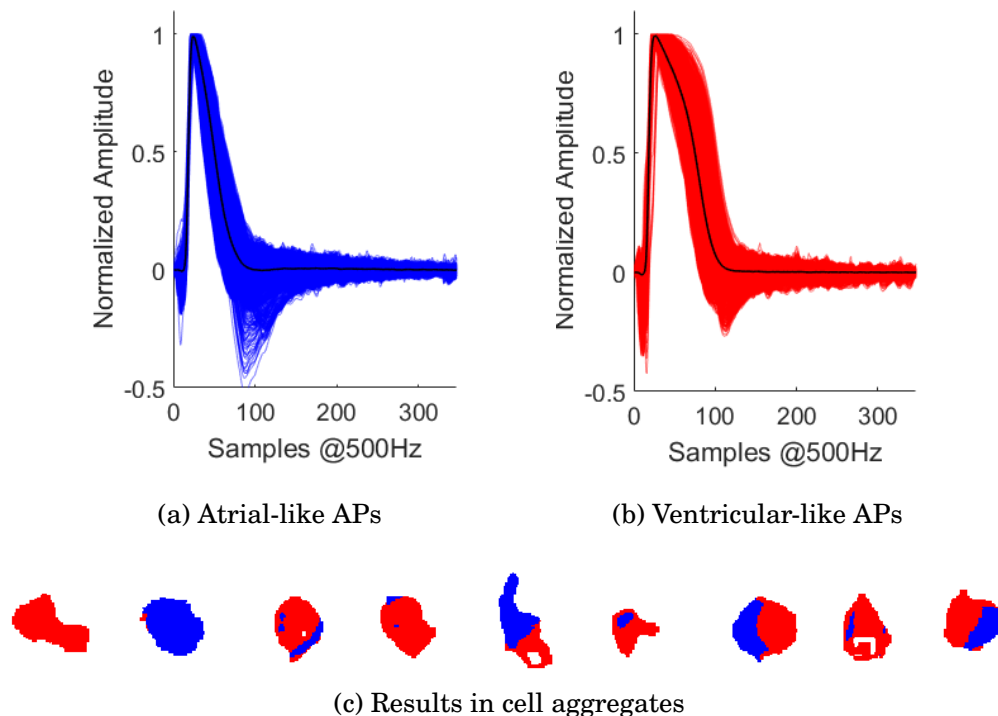 Normalized Amplitude
1
0.5
0
-0.5
0
100
200
300
Samples @500Hz
(a) Atrial-like APs
Normalized Amplitude
1
0.5
0
-0.5
0
100
200
300
Samples @500Hz
(b) Ventricular-like APs
(c) Results in cell aggregates